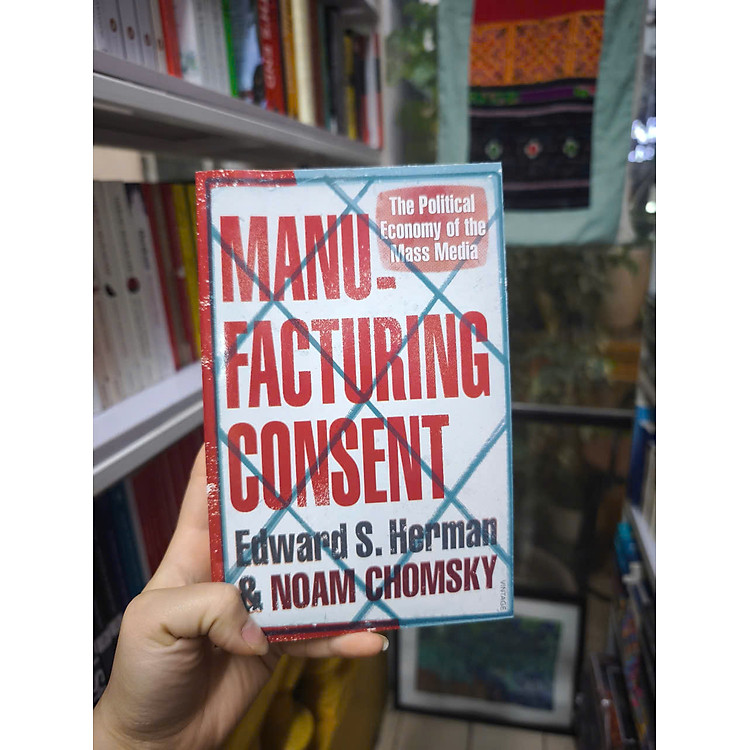 The Political
Economy of the
Mass Media
MANU-
FACTURING
CONSENT
Edward S. Herman
& NOAM CHOMSKY
VINTAGE